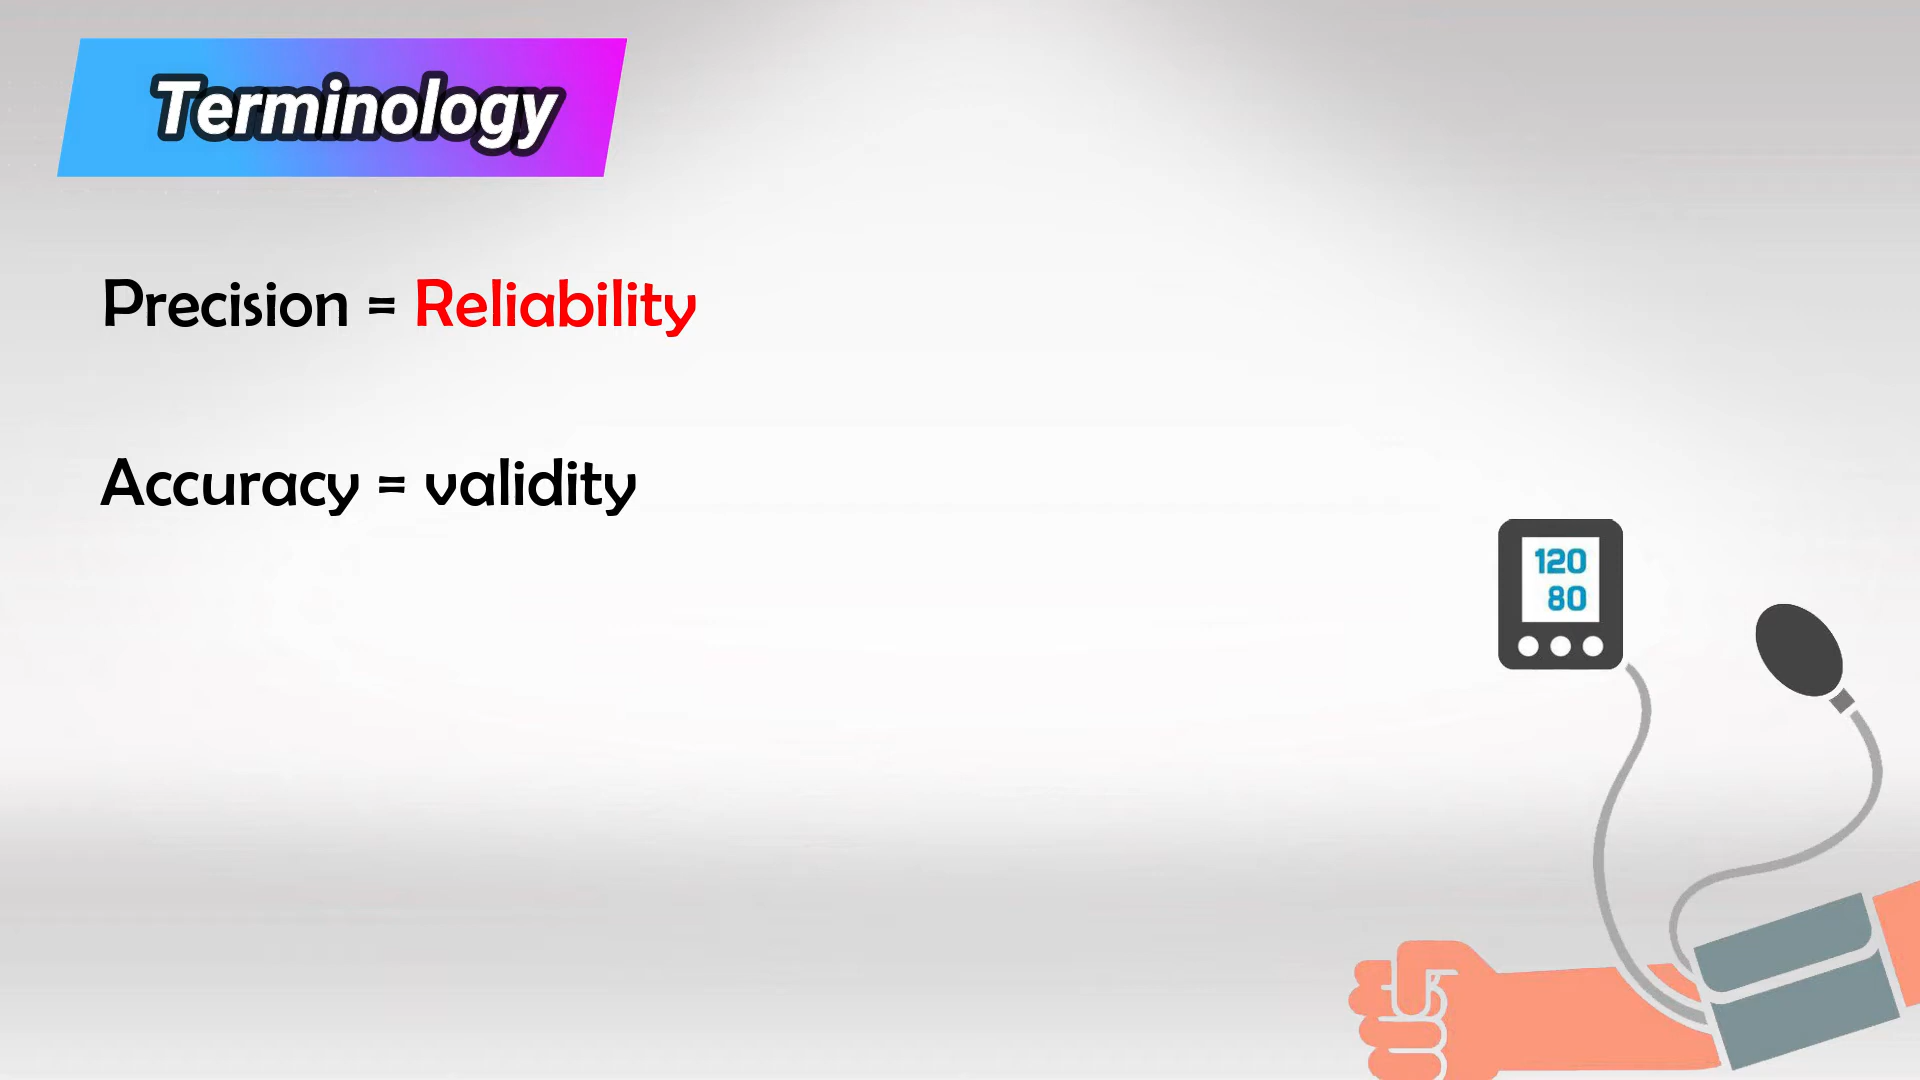 Terminology
Precision = Reliability
Accuracy = validity
120
80